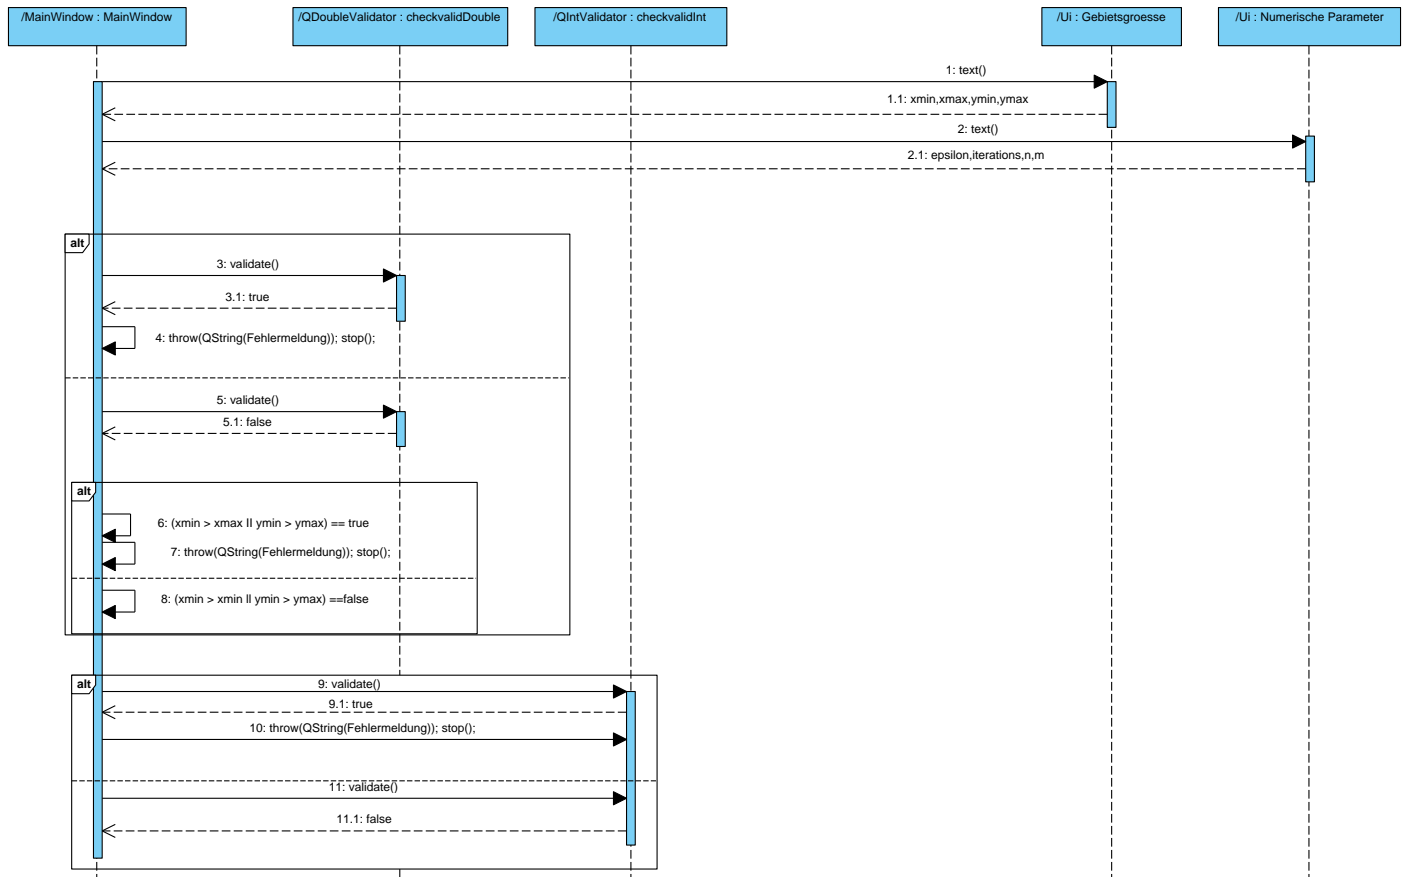 /MainWindow : MainWindow
/QDoubleValidator : checkvalidDouble
/QIntValidator : checkvalidInt
/Ui : Gebietsgroesse
/Ui : Numerische Parameter
1: text()
1.1: xmin,xmax,ymin,ymax
2: text()
2.1: epsilon,iterations,n,m
alt
3: validate()
3.1: true
4: throw(QString(Fehlermeldung)); stop();
5: validate()
5.1: false
alt
6: (xmin > xmax II ymin > ymax) == true
7: throw(QString(Fehlermeldung)); stop();
8: (xmin > xmin ll ymin > ymax) ==false
alt
9: validate()
9.1: true
10: throw(QString(Fehlermeldung)); stop();
11: validate()
11.1: false